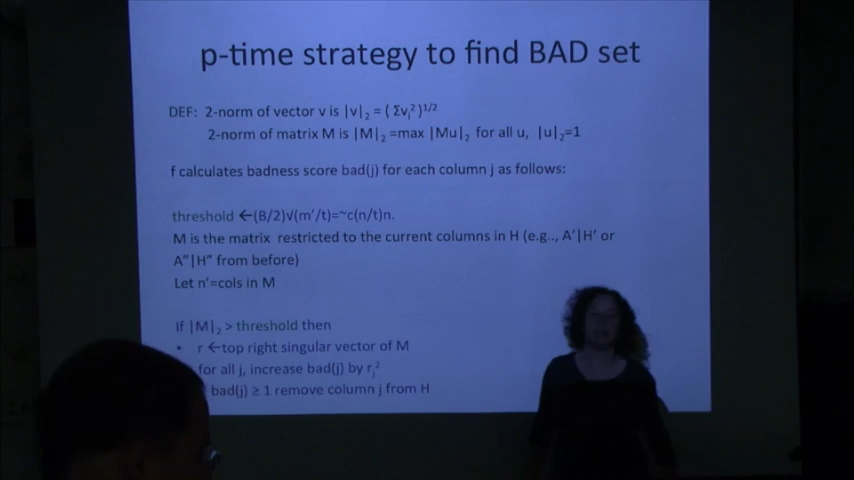 p-time strategy to find BAD set
DEF: 2-norm of vector v is |v|₂ = ( Σvᵢ² )^1/2
2-norm of matrix M is |M|₂ =max |Mu|₂ for all u, |u|₂=1
f calculates badness score bad(j) for each column j as follows:
threshold ←(B/2)√(m'/t)=~c(n/t)n.
M is the matrix restricted to the current columns in H (e.g.., A'|H' or
A''|H'' from before)
Let n'=cols in M
If |M|₂ > threshold then
• r ←top right singular vector of M
for all j, increase bad(j) by rⱼ²
bad(j) ≥ 1 remove column j from H